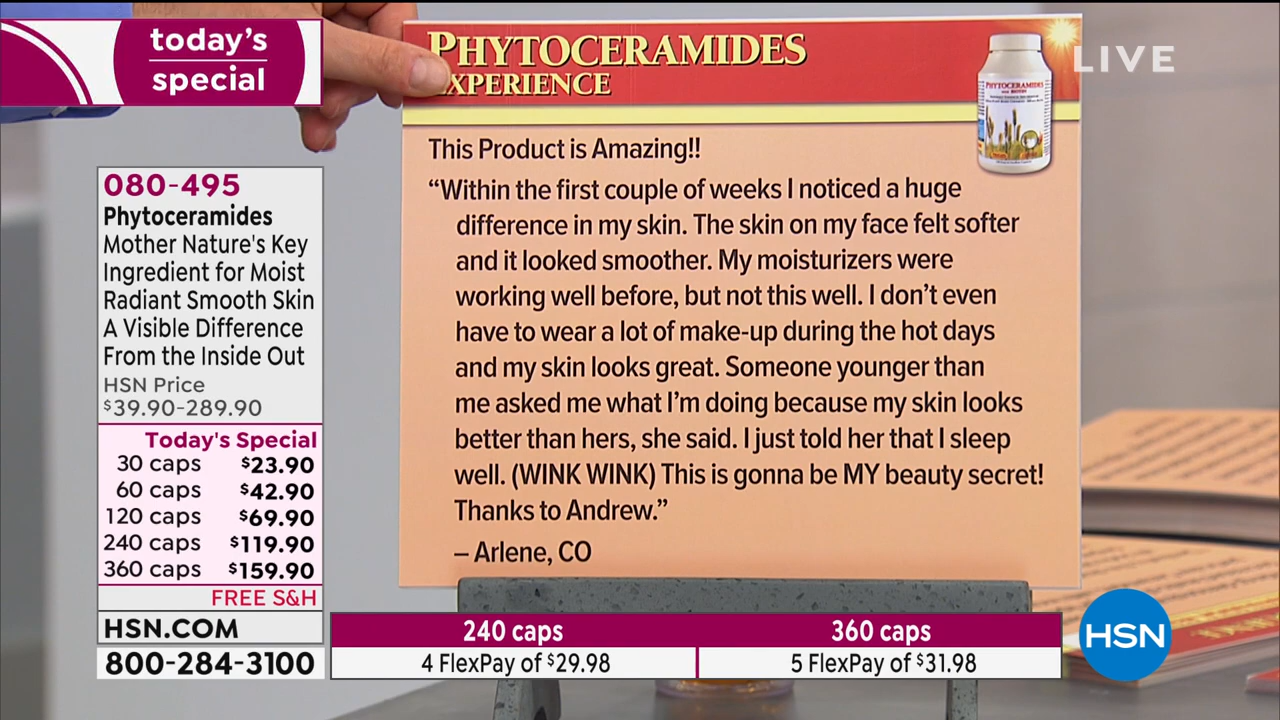 today's
special
080-495
Phytoceramides
Mother Nature's Key
Ingredient for Moist
Radiant Smooth Skin
A Visible Difference
From the Inside Out
HSN Price
$39.90-289.90
Today's Special
30 caps $23.90
60 caps $42.90
120 caps $69.90
240 caps $119.90
360 caps $159.90
FREE S&H
HSN.COM
800-284-3100
PHYTOCERAMIDES
XPERIENCE
LIVE
PHYTOCERAMIDES
This Product is Amazing!!
“Within the first couple of weeks I noticed a huge
difference in my skin. The skin on my face felt softer
and it looked smoother. My moisturizers were
working well before, but not this well. I don’t even
have to wear a lot of make-up during the hot days
and my skin looks great. Someone younger than
me asked me what I’m doing because my skin looks
better than hers, she said. I just told her that I sleep
well. (WINK WINK) This is gonna be MY beauty secret!
Thanks to Andrew.”
– Arlene, CO
240 caps 360 caps
4 FlexPay of $29.98 5 FlexPay of $31.98
HSN